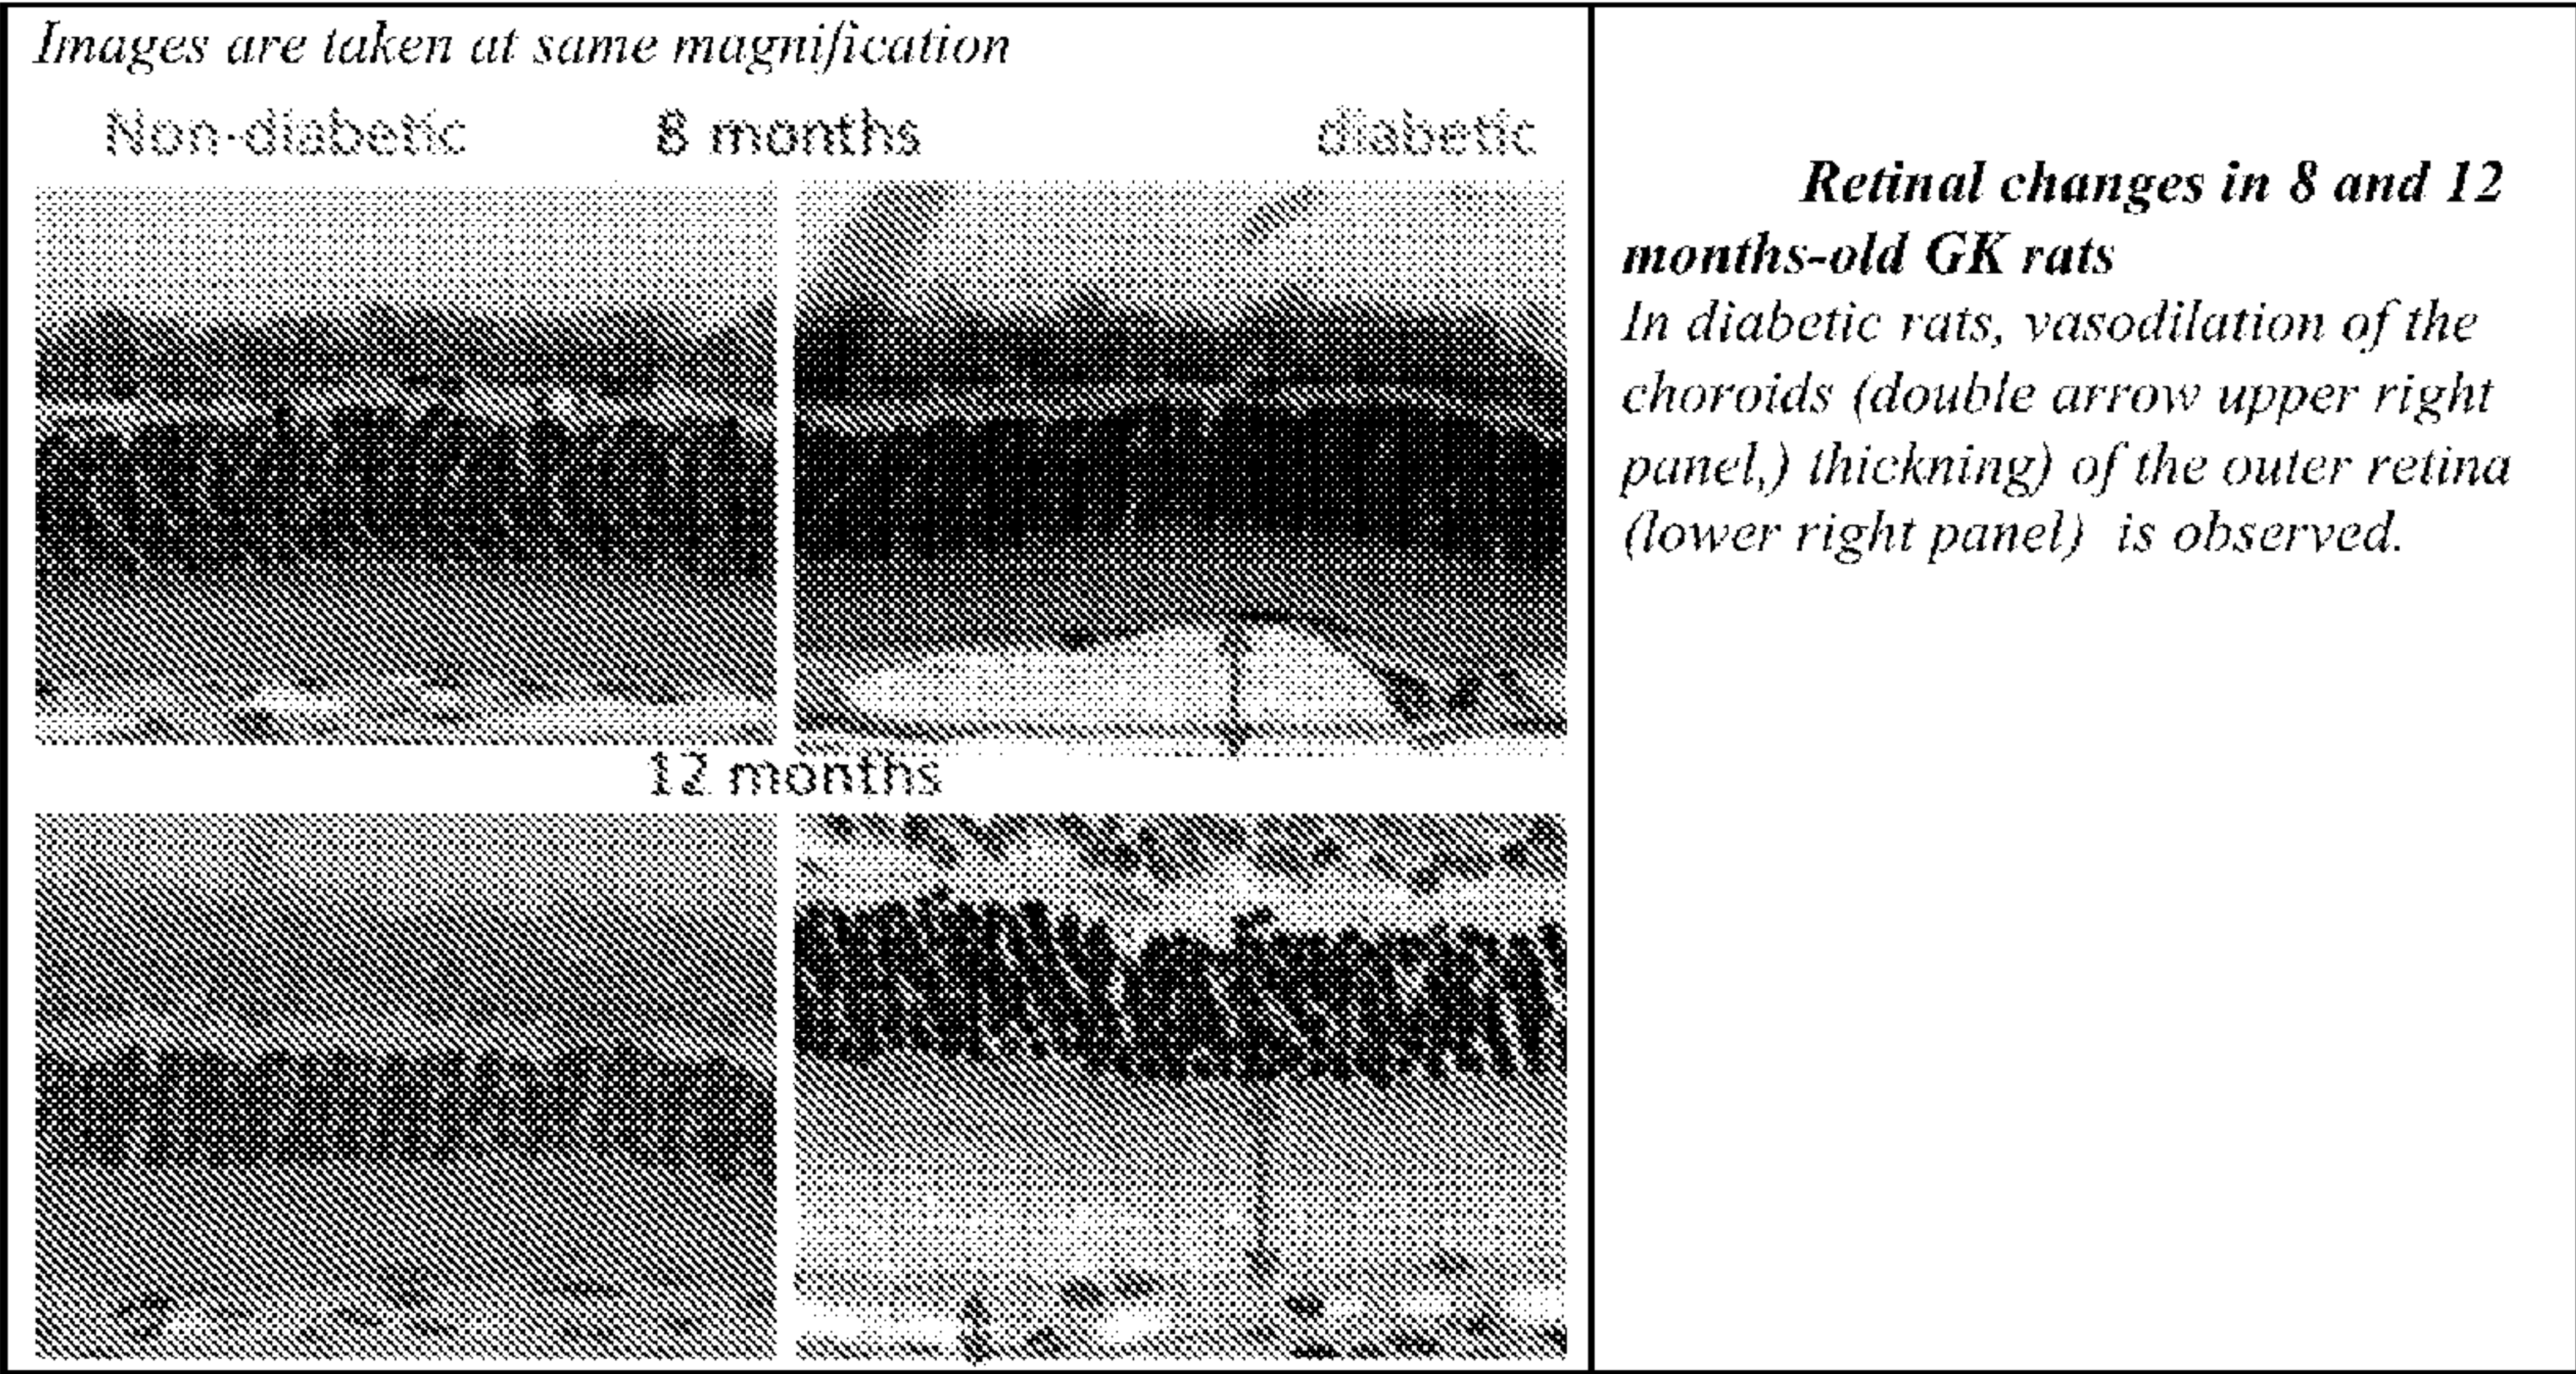 Images are taken at same magnification
Non-diabetic 8 months diabetic
12 months
Retinal changes in 8 and 12
months-old GK rats
In diabetic rats, vasodilation of the
choroids (double arrow upper right
panel,) thickning) of the outer retina
(lower right panel) is observed.